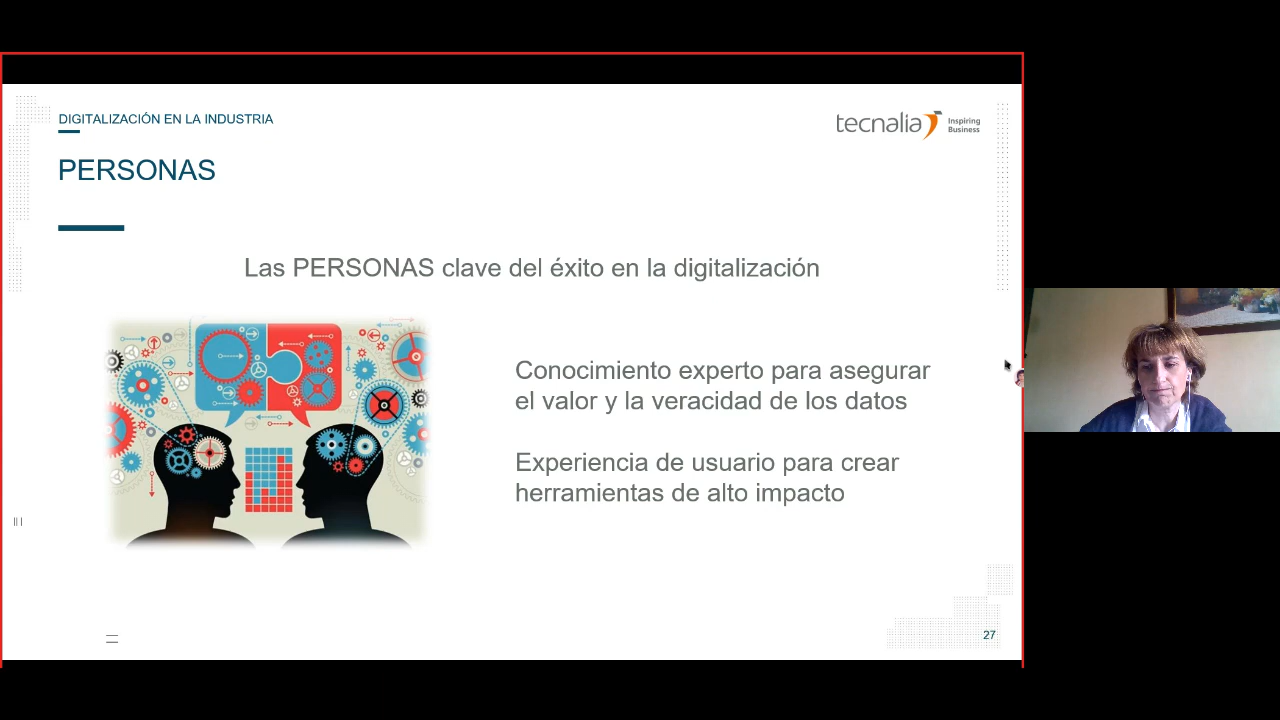 DIGITALIZACIÓN EN LA INDUSTRIA
tecnalia Inspiring
Business
PERSONAS
Las PERSONAS clave del éxito en la digitalización
Conocimiento experto para asegurar
el valor y la veracidad de los datos
Experiencia de usuario para crear
herramientas de alto impacto
27